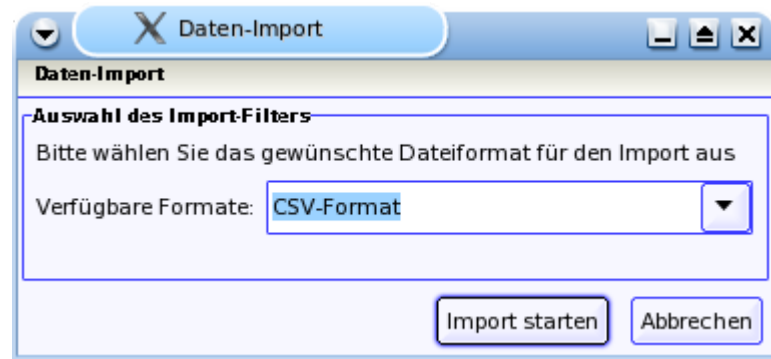 Daten-Import
Daten-Import
Auswahl des Import-Filters
Bitte wählen Sie das gewünschte Dateiformat für den Import aus
Verfügbare Formate: CSV-Format
Import starten Abbrechen